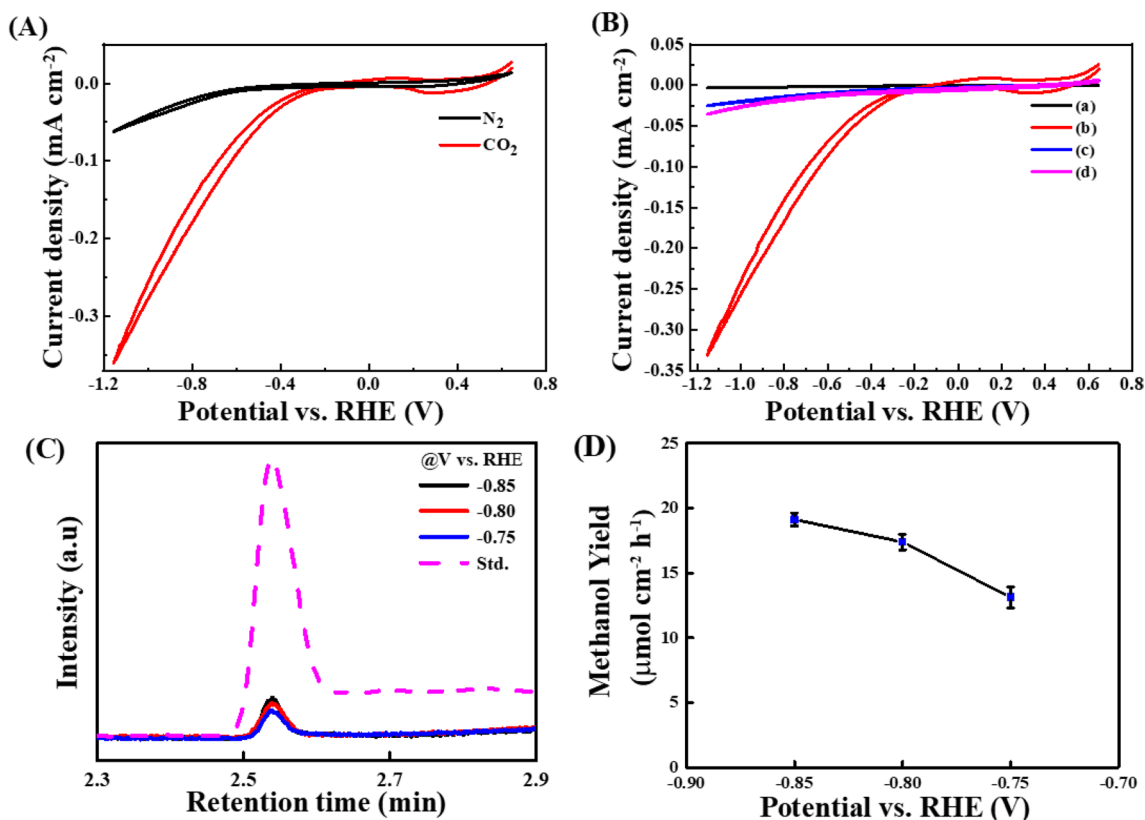 (A)
Current density (mA cm⁻²)
0.0
-0.1
-0.2
-0.3
N₂
CO₂
-1.2
-0.8
-0.4
0.0
0.4
0.8
Potential vs. RHE (V)
(B)
Current density (mA cm⁻²)
0.05
0.00
-0.05
-0.10
-0.15
-0.20
-0.25
-0.30
-0.35
(a)
(b)
(c)
(d)
-1.2 -1.0 -0.8 -0.6 -0.4 -0.2 0.0 0.2 0.4 0.6 0.8
Potential vs. RHE (V)
(C)
Intensity (a.u)
@V vs. RHE
-0.85
-0.80
-0.75
Std.
2.3
2.5
2.7
2.9
Retention time (min)
(D)
Methanol Yield
(μmol cm⁻² h⁻¹)
25
20
15
10
5
0
-0.90
-0.85
-0.80
-0.75
-0.70
Potential vs. RHE (V)